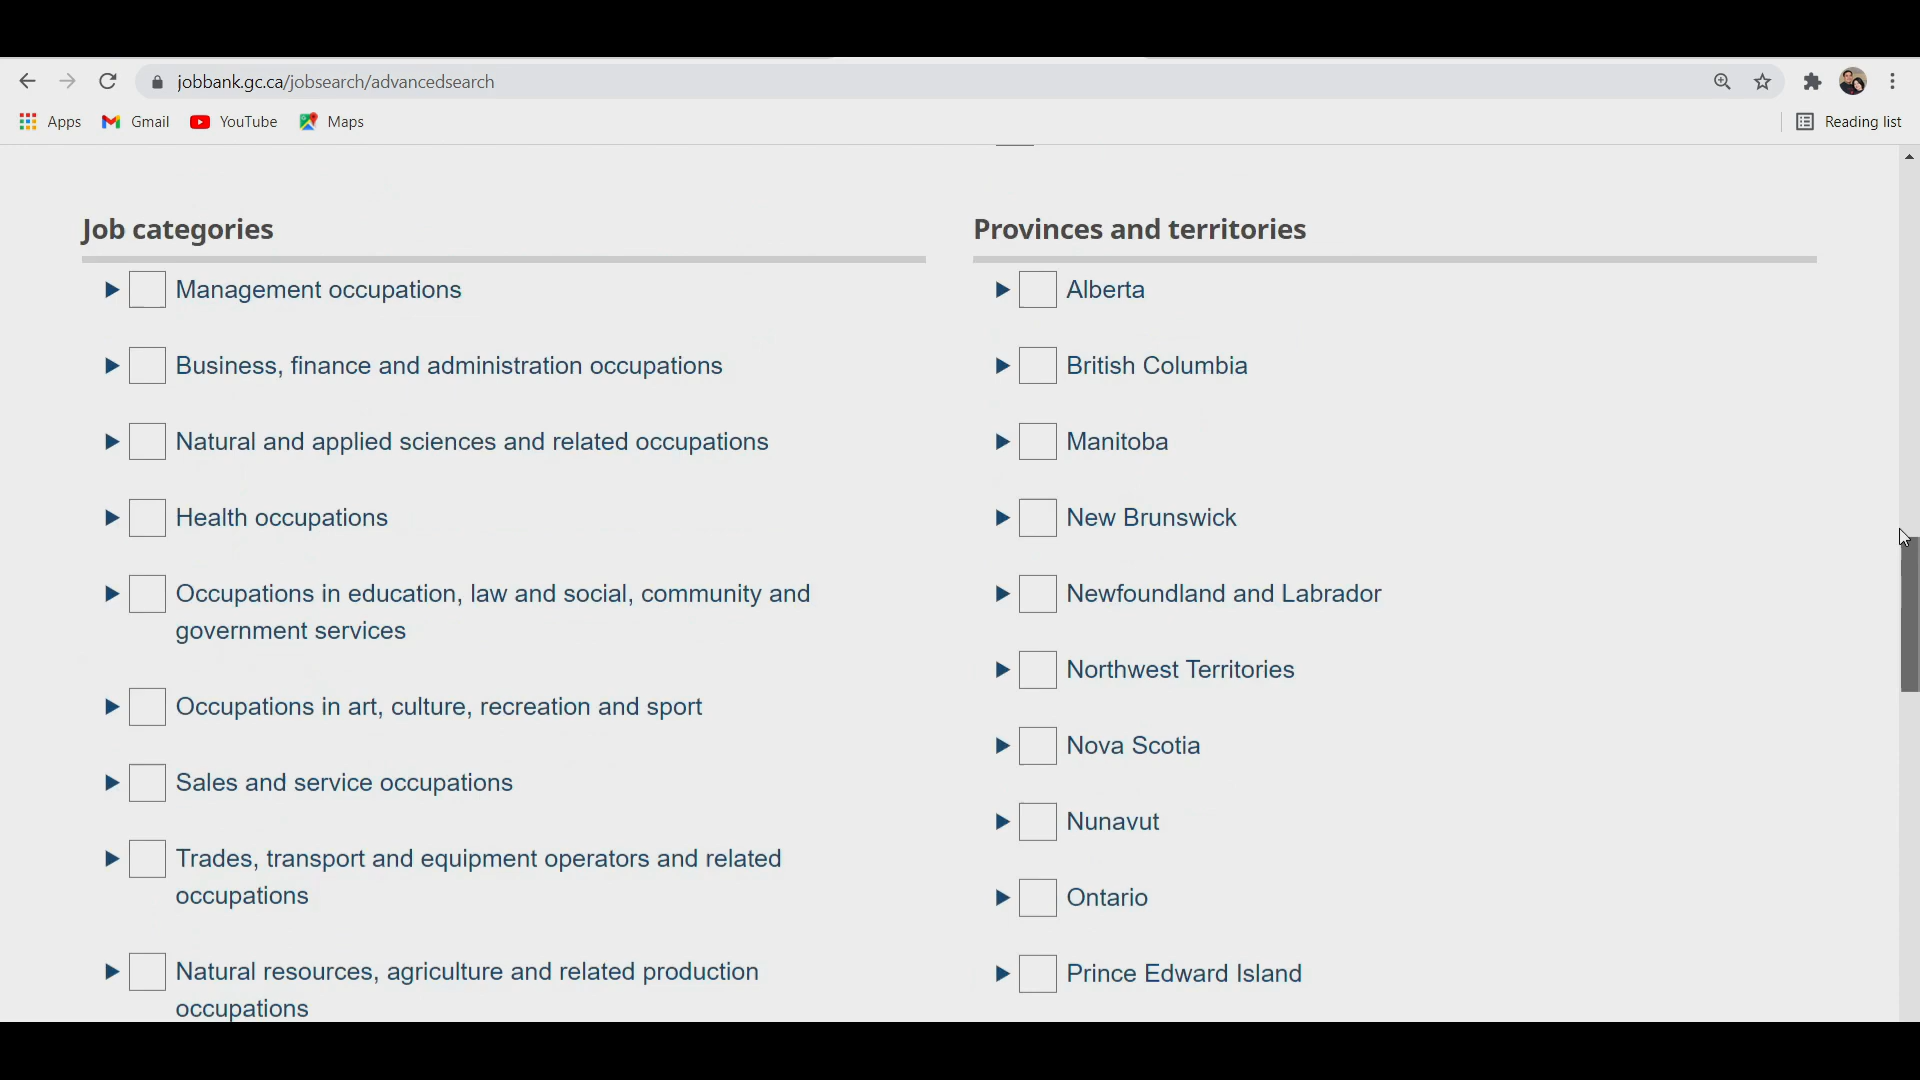 jobbank.gc.ca/jobsearch/advancedsearch
Apps
Gmail
YouTube
Maps
Reading list
Job categories
Management occupations
Business, finance and administration occupations
Natural and applied sciences and related occupations
Health occupations
Occupations in education, law and social, community and
government services
Occupations in art, culture, recreation and sport
Sales and service occupations
Trades, transport and equipment operators and related
occupations
Natural resources, agriculture and related production
occupations
Provinces and territories
Alberta
British Columbia
Manitoba
New Brunswick
Newfoundland and Labrador
Northwest Territories
Nova Scotia
Nunavut
Ontario
Prince Edward Island